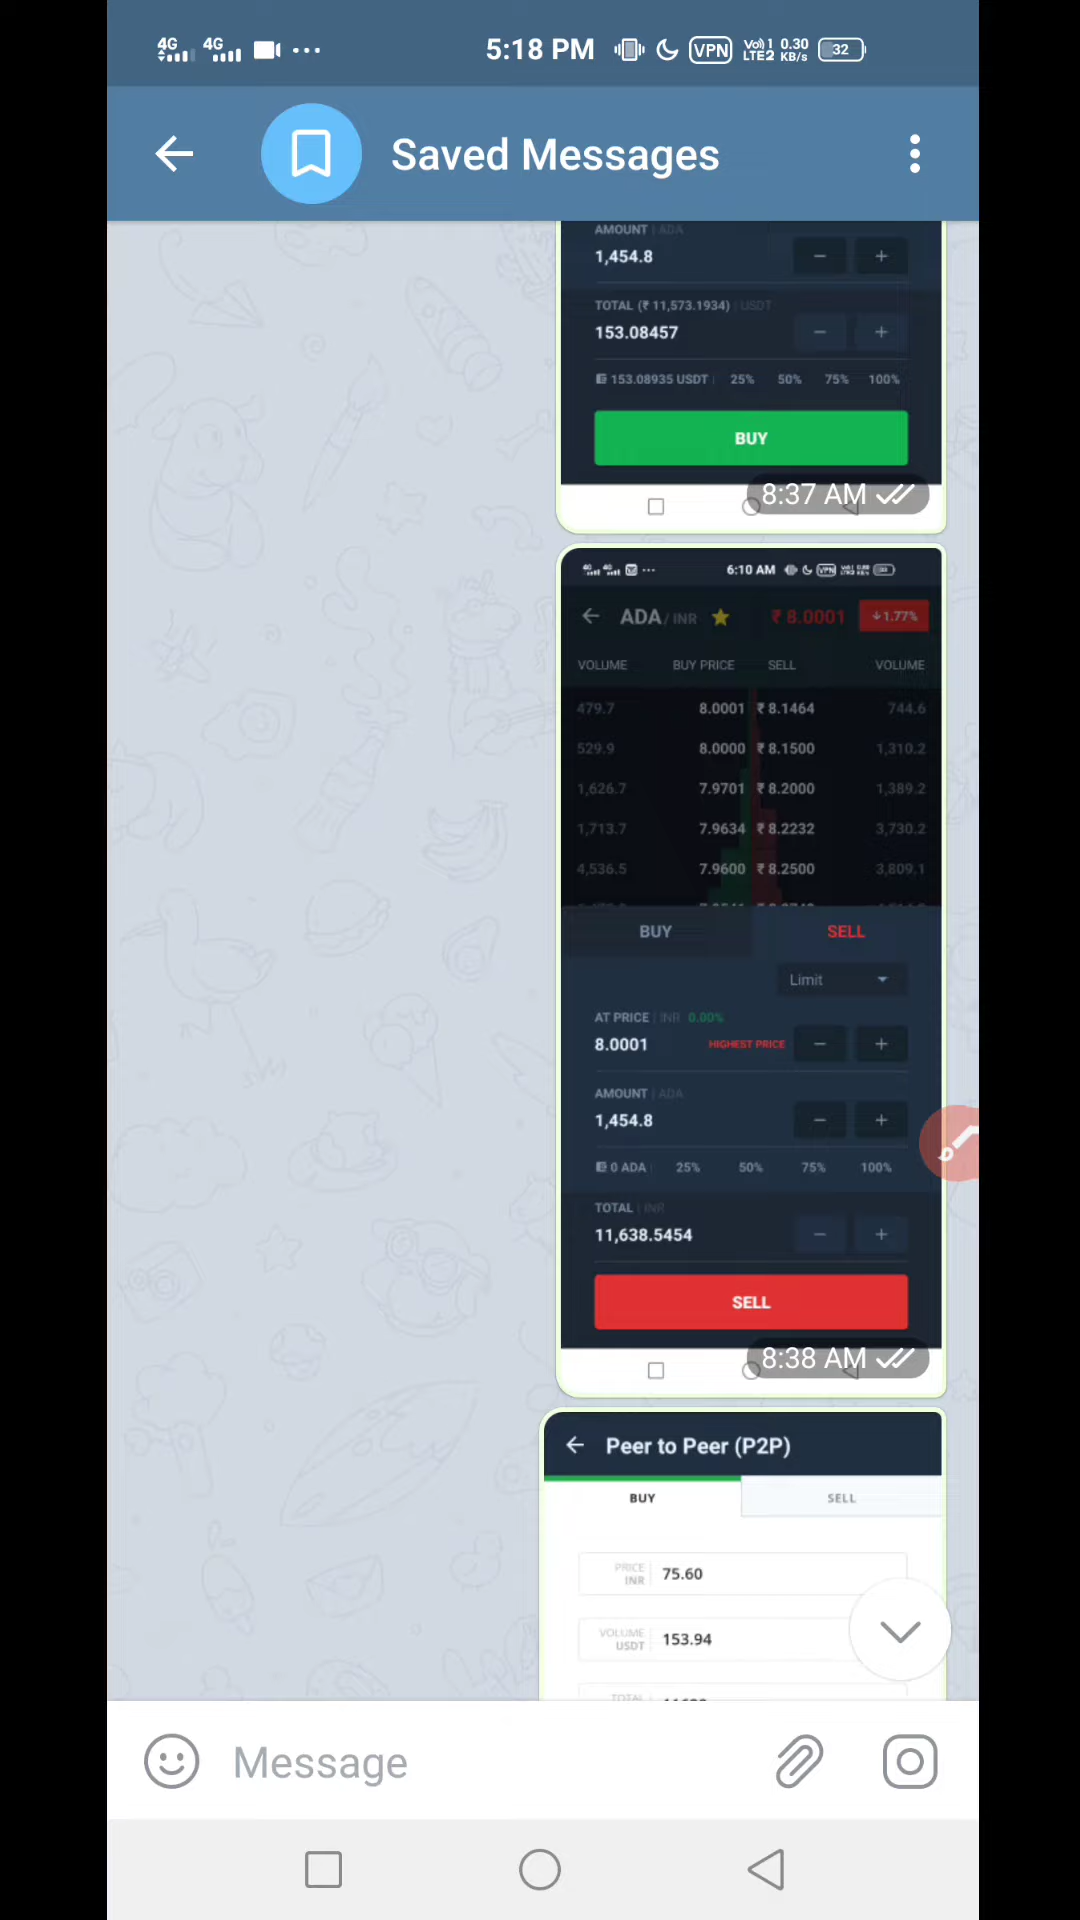 4G 4G 5:18 PM VPN Vo) 1 LTE2 0.30 KB/s 32
Saved Messages
AMOUNT | ADA
1,454.8 − +
TOTAL (₹ 11,573.1934) | USDT
153.08457 − +
153.08935 USDT | 25% 50% 75% 100%
BUY
8:37 AM
6:10 AM VPN
ADA / INR ₹ 8.0001 1.77%
VOLUME BUY PRICE SELL VOLUME
479.7 8.0001 ₹ 8.1464 744.6
529.9 8.0000 ₹ 8.1500 1,310.2
1,626.7 7.9701 ₹ 8.2000 1,389.2
1,713.7 7.9634 ₹ 8.2232 3,730.2
4,536.5 7.9600 ₹ 8.2500 3,809.1
BUY SELL
Limit
AT PRICE | INR 0.00%
8.0001 HIGHEST PRICE − +
AMOUNT | ADA
1,454.8 − +
0 ADA | 25% 50% 75% 100%
TOTAL | INR
11,638.5454 − +
SELL
8:38 AM
Peer to Peer (P2P)
BUY SELL
PRICE INR 75.60
VOLUME USDT 153.94
TOTAL
Message